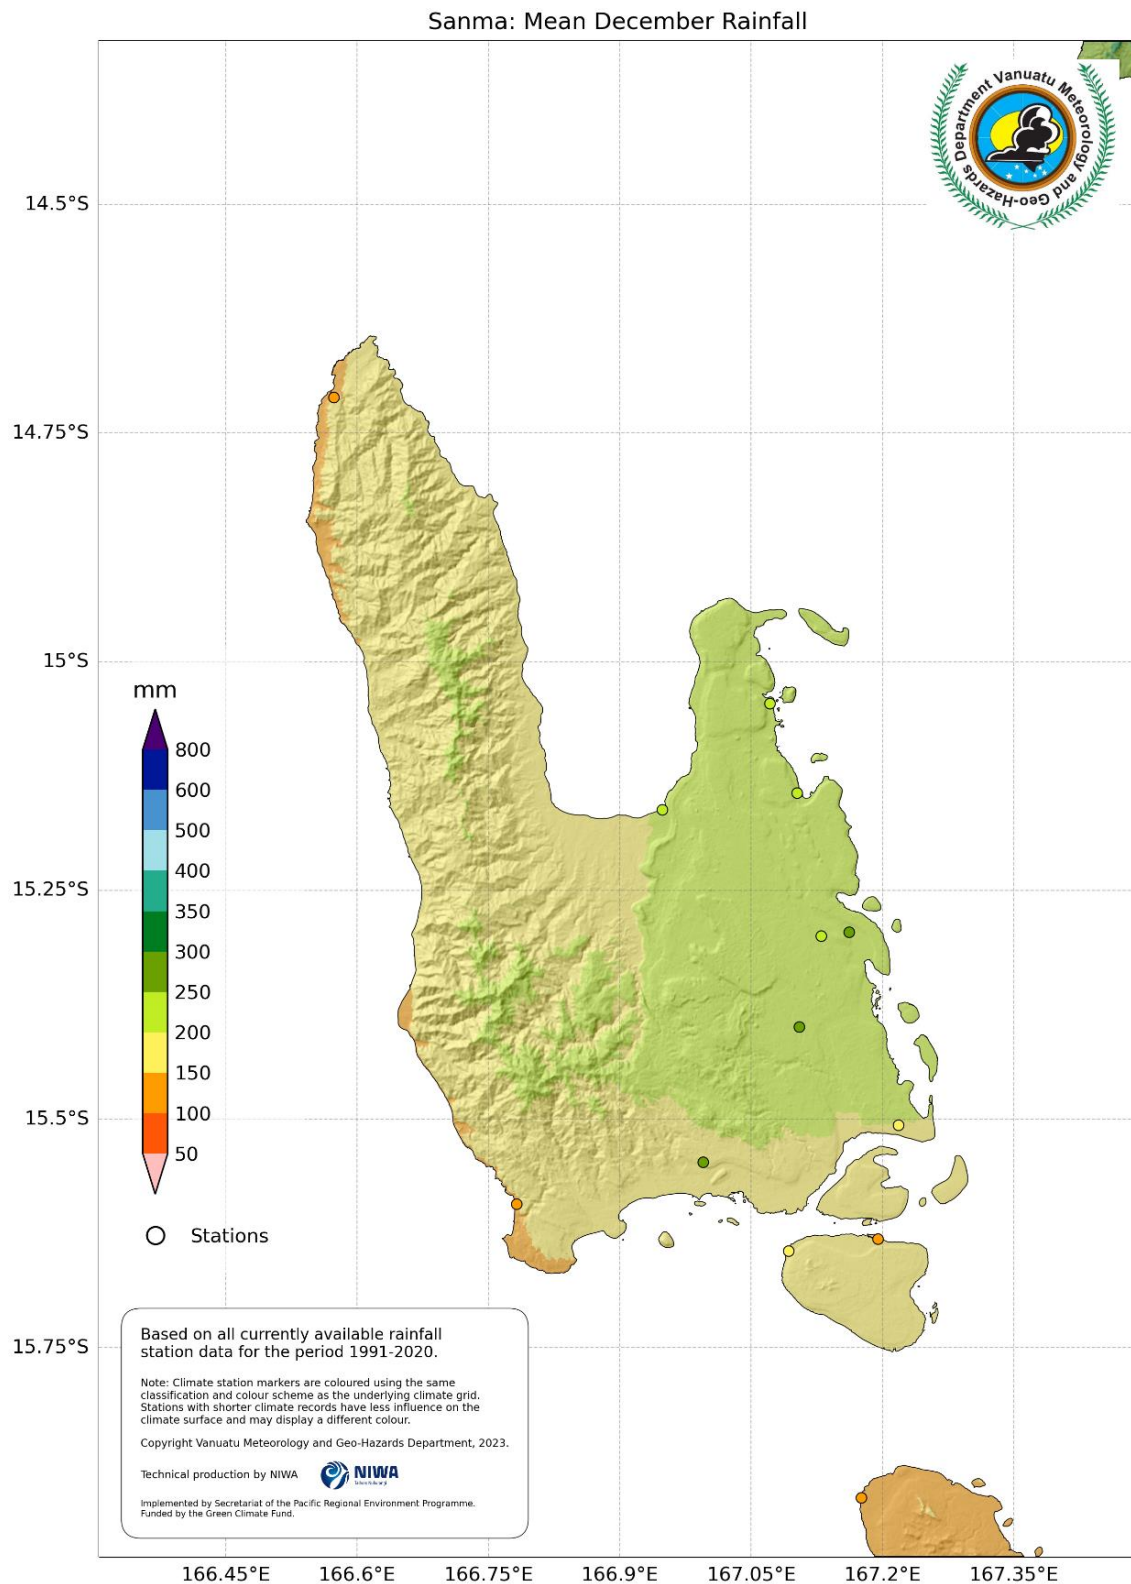 Sanma: Mean December Rainfall
Department Vanuatu Meteorology and Geo-Hazards
14.5°S
14.75°S
15°S
15.25°S
15.5°S
15.75°S
mm
800
600
500
400
350
300
250
200
150
100
50
Stations
Based on all currently available rainfall
station data for the period 1991-2020.
Note: Climate station markers are coloured using the same
classification and colour scheme as the underlying climate grid.
Stations with shorter climate records have less influence on the
climate surface and may display a different colour.
Copyright Vanuatu Meteorology and Geo-Hazards Department, 2023.
Technical production by NIWA
NIWA
Implemented by Secretariat of the Pacific Regional Environment Programme.
Funded by the Green Climate Fund.
166.45°E 166.6°E 166.75°E 166.9°E 167.05°E 167.2°E 167.35°E